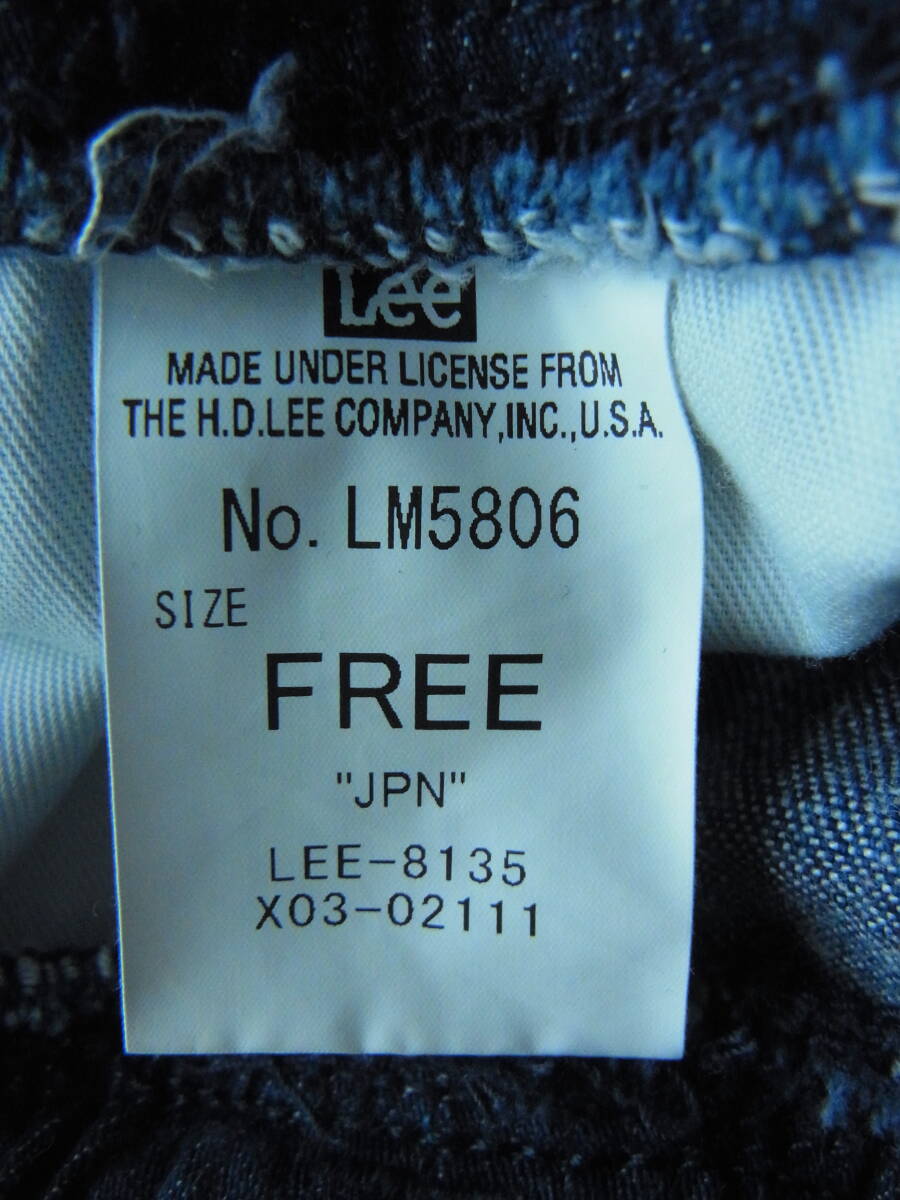 Lee
MADE UNDER LICENSE FROM
THE H.D.LEE COMPANY,INC.,U.S.A.
No. LM5806
SIZE
FREE
"JPN"
LEE-8135
X03-02111